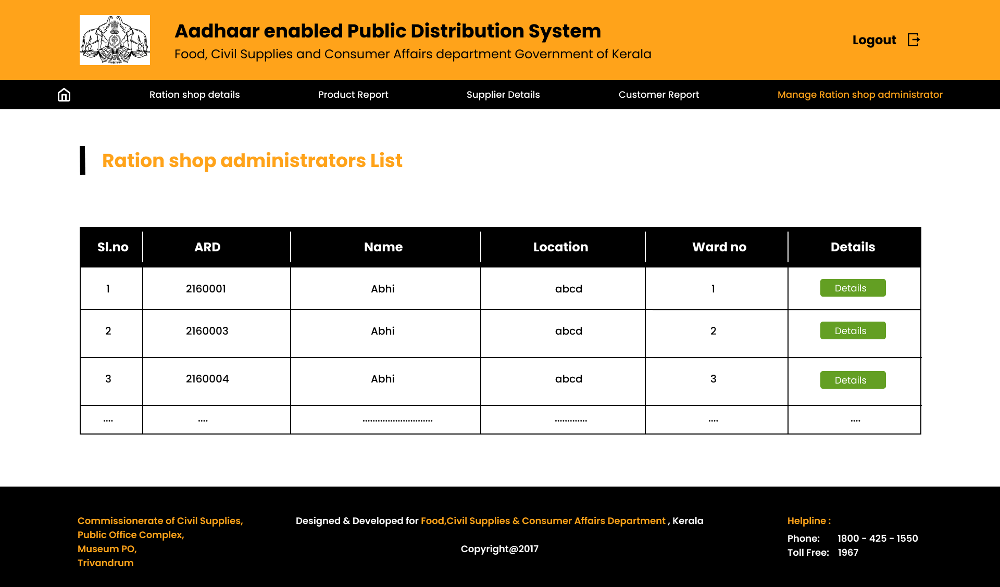 Aadhaar enabled Public Distribution System
Food, Civil Supplies and Consumer Affairs department Government of Kerala
Logout
Ration shop details
Product Report
Supplier Details
Customer Report
Manage Ration shop administrator
Ration shop administrators List
Sl.no ARD Name Location Ward no Details
1 2160001 Abhi abcd 1 Details
2 2160003 Abhi abcd 2 Details
3 2160004 Abhi abcd 3 Details
.... .... ............................ ............. .... ....
Commissionerate of Civil Supplies,
Public Office Complex,
Museum PO,
Trivandrum
Designed & Developed for Food,Civil Supplies & Consumer Affairs Department , Kerala
Copyright@2017
Helpline :
Phone: 1800 - 425 - 1550
Toll Free: 1967